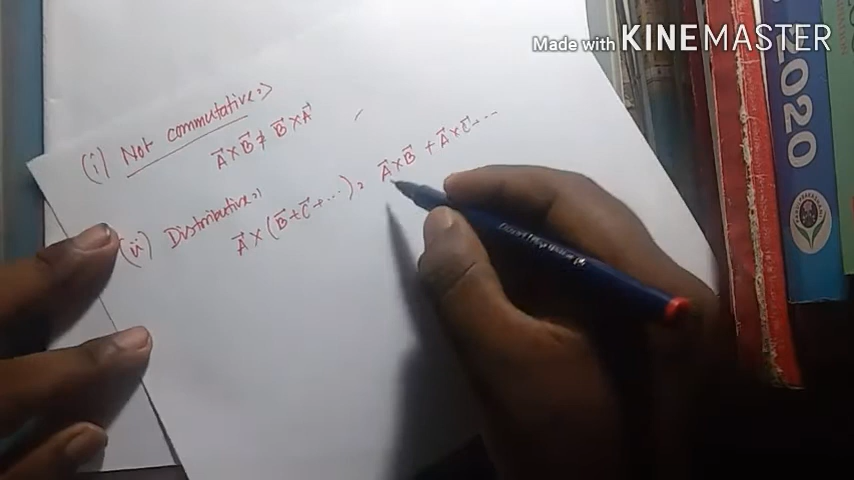 Made with KINEMASTER
(i) Not commutative:⇒
A⃗ × B⃗ ≠ B⃗ × A⃗
(ii) Distributive:⇒
A⃗ × (B⃗ + C⃗ + ...) = A⃗ × B⃗ + A⃗ × C⃗ + ...
2020